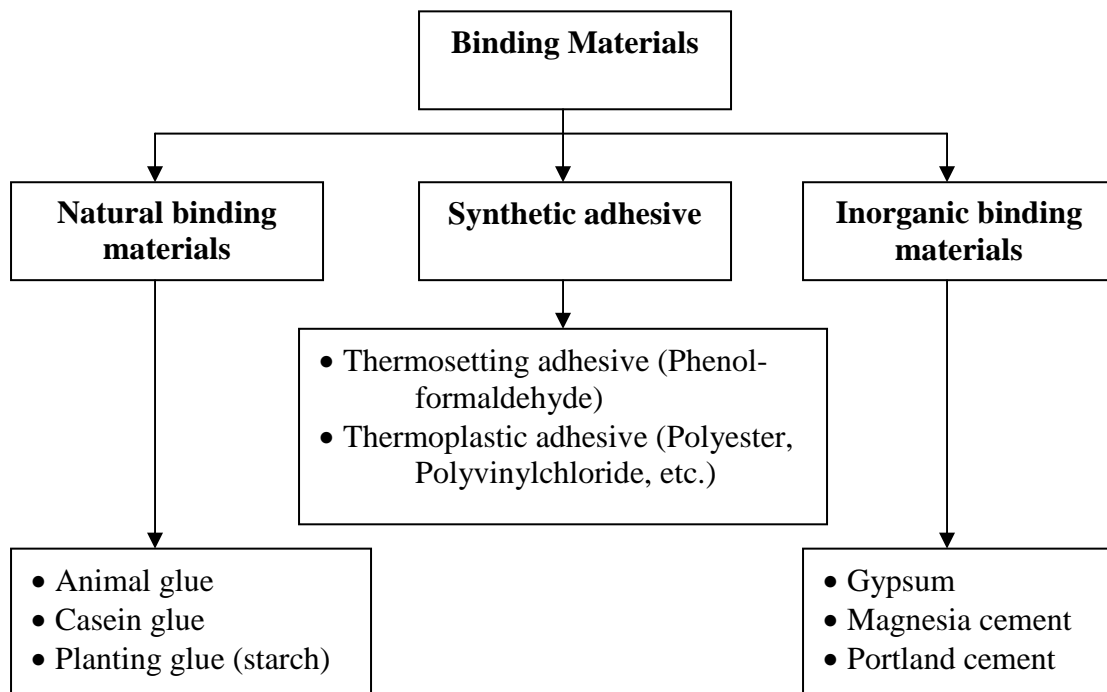 Binding Materials
Natural binding
materials
Synthetic adhesive
Inorganic binding
materials
• Thermosetting adhesive (Phenol-
formaldehyde)
• Thermoplastic adhesive (Polyester,
Polyvinylchloride, etc.)
• Animal glue
• Casein glue
• Planting glue (starch)
• Gypsum
• Magnesia cement
• Portland cement